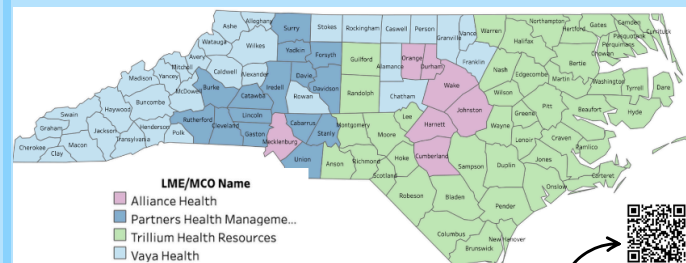 Ashe
Alleghany
Surry
Stokes
Rockingham
Caswell
Person
Granville
Vance
Warren
Northampton
Hertford
Gates
Camden
Currituck
Pasquotank
Perquimans
Chowan
Watauga
Wilkes
Yadkin
Forsyth
Guilford
Alamance
Orange
Durham
Franklin
Halifax
Bertie
Avery
Mitchell
Caldwell
Alexander
Davie
Nash
Edgecombe
Martin
Washington
Tyrrell
Dare
Madison
Yancey
McDowell
Burke
Iredell
Davidson
Randolph
Chatham
Wake
Wilson
Catawba
Rowan
Buncombe
Haywood
Swain
Johnston
Greene
Pitt
Beaufort
Hyde
Rutherford
Cleveland
Lincoln
Cabarrus
Lee
Harnett
Wayne
Graham
Jackson
Henderson
Polk
Gaston
Mecklenburg
Stanly
Montgomery
Moore
Lenoir
Craven
Pamlico
Cherokee
Macon
Transylvania
Clay
Union
Anson
Richmond
Hoke
Cumberland
Sampson
Duplin
Jones
Carteret
Scotland
Onslow
Robeson
Bladen
Pender
Columbus
New Hanover
Brunswick
LME/MCO Name
Alliance Health
Partners Health Manageme...
Trillium Health Resources
Vaya Health